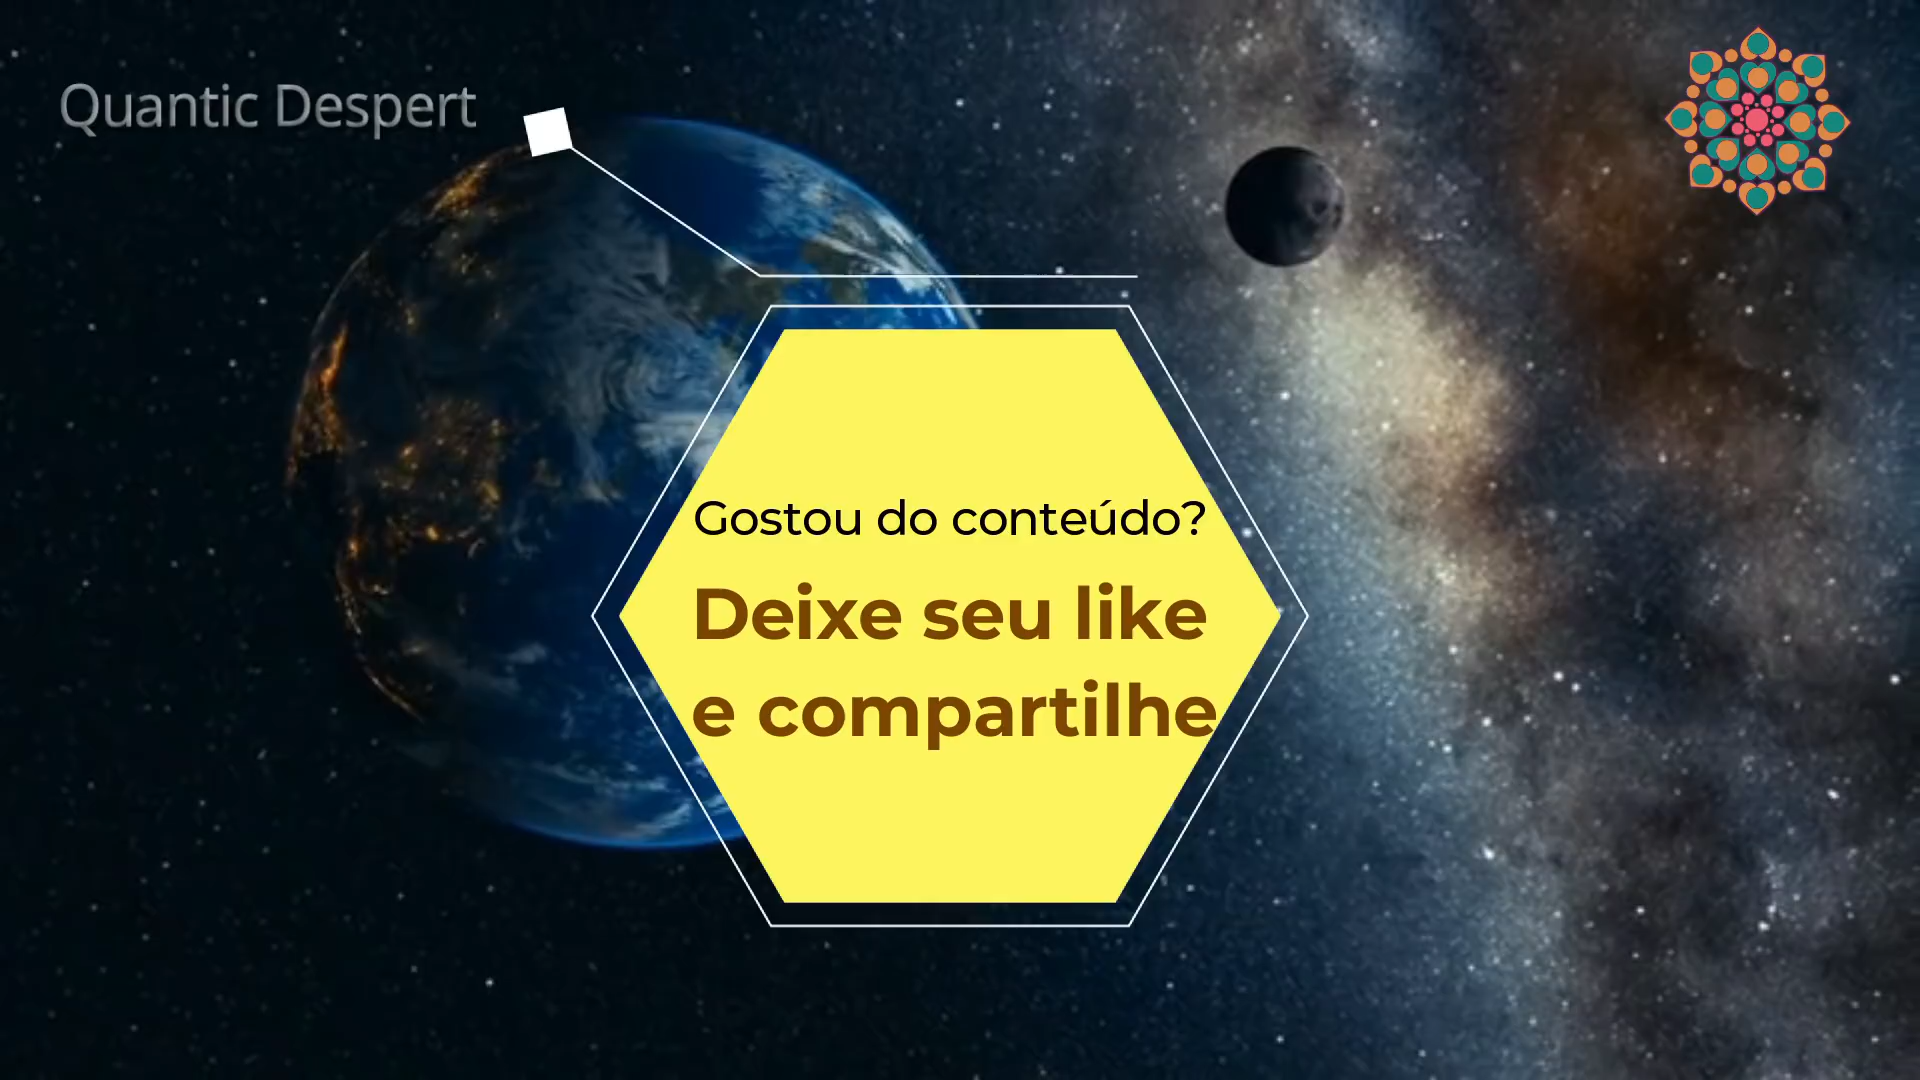 Quantic Despert
Gostou do conteúdo?
Deixe seu like
e compartilhe